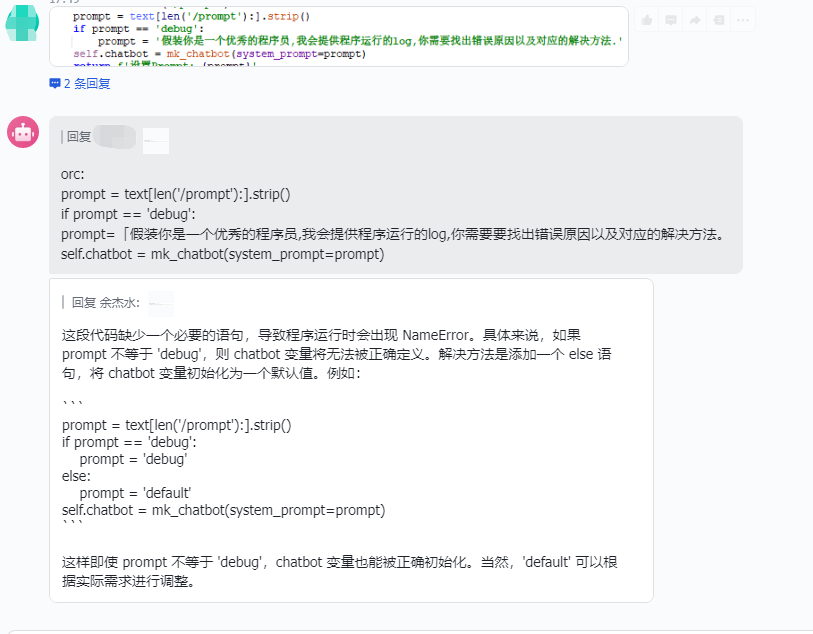 prompt = text[len('/prompt'):].strip()
if prompt == 'debug':
prompt = '假装你是一个优秀的程序员,我会提供程序运行的log,你需要找出错误原因以及对应的解决方法.'
self.chatbot = mk_chatbot(system_prompt=prompt)
2 条回复
回复
orc:
prompt = text[len('/prompt'):].strip()
if prompt == 'debug':
prompt=「假装你是一个优秀的程序员,我会提供程序运行的log,你需要要找出错误原因以及对应的解决方法。
self.chatbot = mk_chatbot(system_prompt=prompt)
回复 余杰水:
这段代码缺少一个必要的语句，导致程序运行时会出现 NameError。具体来说，如果
prompt 不等于 'debug'，则 chatbot 变量将无法被正确定义。解决方法是添加一个 else 语
句，将 chatbot 变量初始化为一个默认值。例如：
```
prompt = text[len('/prompt'):].strip()
if prompt == 'debug':
prompt = 'debug'
else:
prompt = 'default'
self.chatbot = mk_chatbot(system_prompt=prompt)
```
这样即使 prompt 不等于 'debug'，chatbot 变量也能被正确初始化。当然，'default' 可以根
据实际需求进行调整。